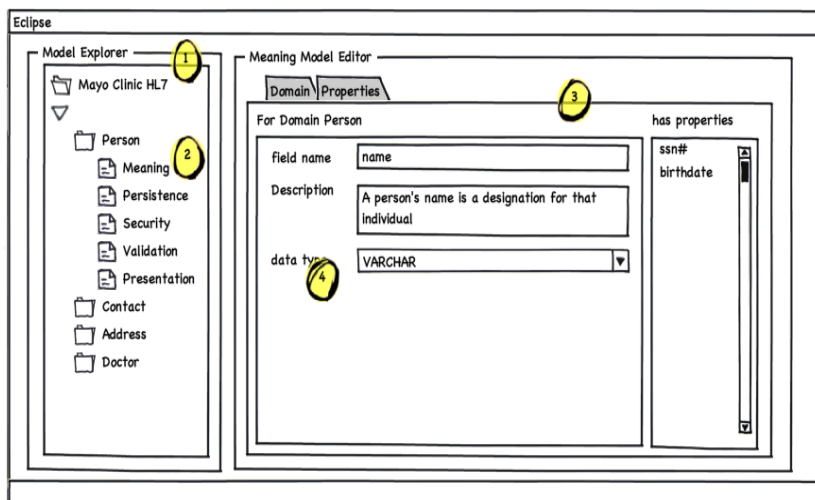 Eclipse
Model Explorer
1
Mayo Clinic HL7
Person
Meaning
2
Persistence
Security
Validation
Presentation
Contact
Address
Doctor
Meaning Model Editor
Domain
Properties
3
For Domain Person
field name
name
Description
A person's name is a designation for that
individual
data type
4
VARCHAR
has properties
ssn#
birthdate